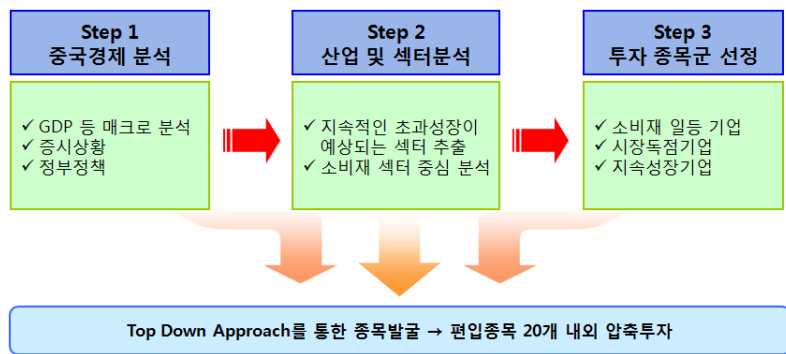 Step 1
중국경제 분석
✓ GDP 등 매크로 분석
✓ 증시상황
✓ 정부정책
Step 2
산업 및 섹터분석
✓ 지속적인 초과성장이
예상되는 섹터 추출
✓ 소비재 섹터 중심 분석
Step 3
투자 종목군 선정
✓ 소비재 일등 기업
✓ 시장독점기업
✓ 지속성장기업
Top Down Approach를 통한 종목발굴 → 편입종목 20개 내외 압축투자